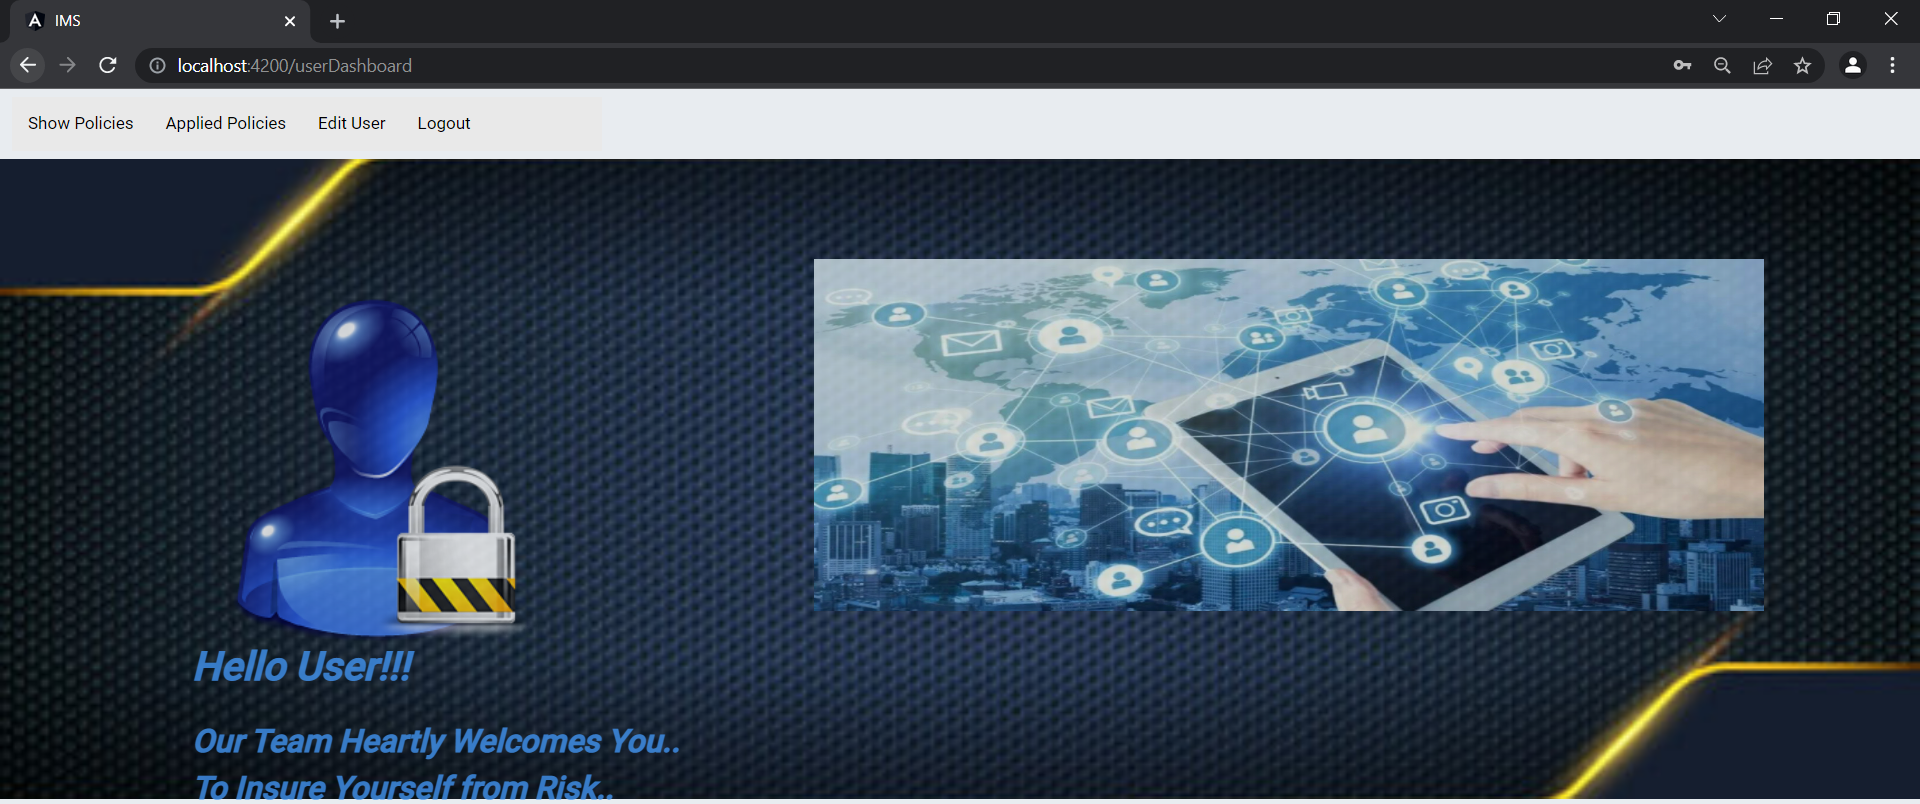 IMS
localhost:4200/userDashboard
Show Policies Applied Policies Edit User Logout
Hello User!!!
Our Team Heartly Welcomes You..
To Insure Yourself from Risk..